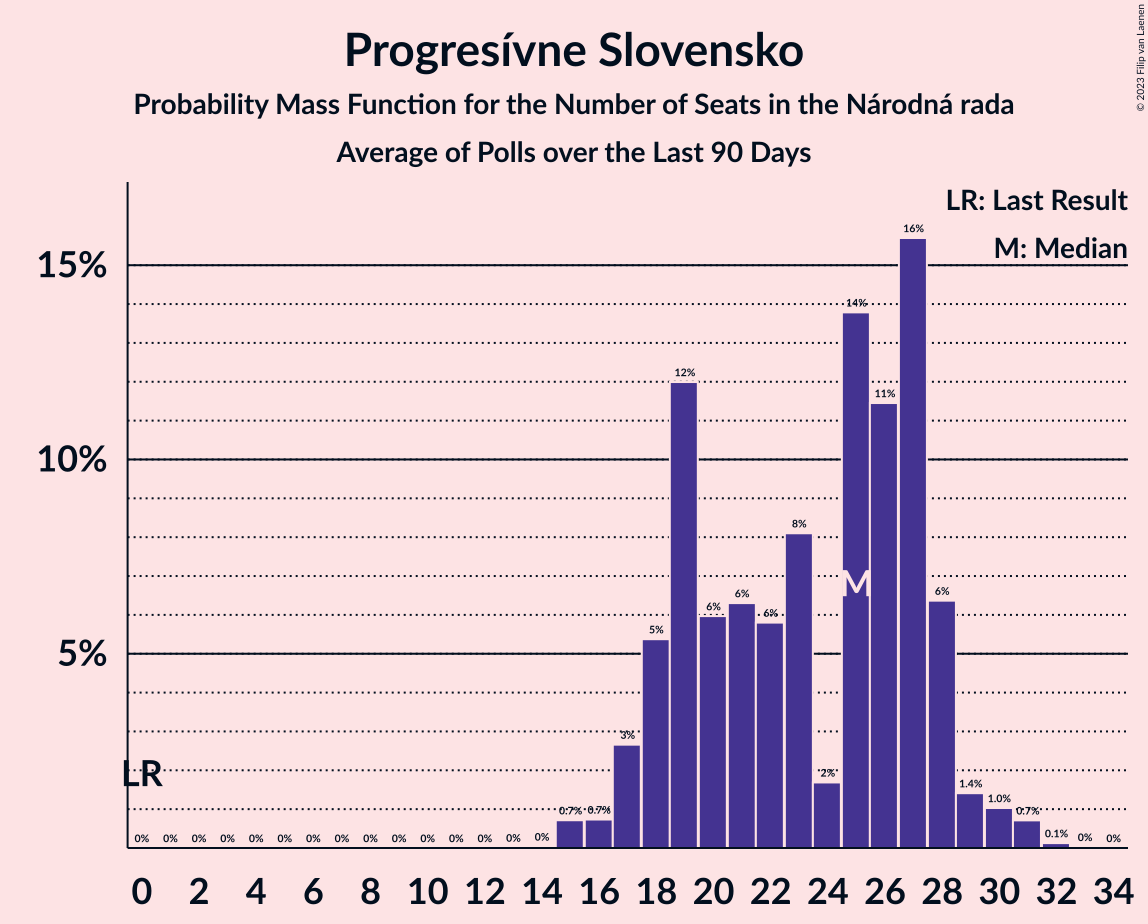 Progresívne Slovensko
Probability Mass Function for the Number of Seats in the Národná rada
Average of Polls over the Last 90 Days
© 2023 Filip van Laenen
LR: Last Result
M: Median
15%
10%
5%
LR
M
0% 0% 0% 0% 0% 0% 0% 0% 0% 0% 0% 0% 0% 0% 0% 0.7% 0.7% 3% 5% 12% 6% 6% 6% 8% 2% 14% 11% 16% 6% 1.4% 1.0% 0.7% 0.1% 0% 0%
0 2 4 6 8 10 12 14 16 18 20 22 24 26 28 30 32 34